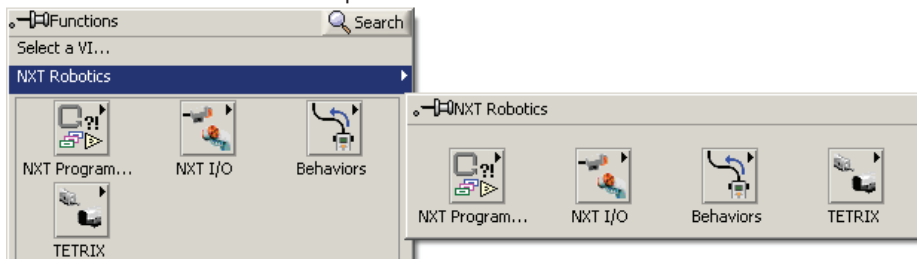 Functions
Search
Select a VI...
NXT Robotics
NXT Program...
NXT I/O
Behaviors
TETRIX
NXT Robotics
NXT Program...
NXT I/O
Behaviors
TETRIX